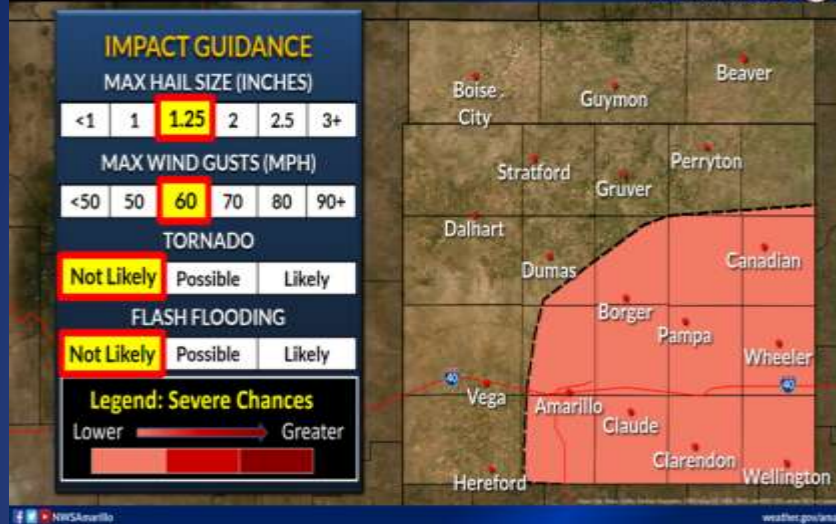 IMPACT GUIDANCE
MAX HAIL SIZE (INCHES)
<1 1 1.25 2 2.5 3+
MAX WIND GUSTS (MPH)
<50 50 60 70 80 90+
TORNADO
Not Likely Possible Likely
FLASH FLOODING
Not Likely Possible Likely
Legend: Severe Chances
Lower Greater
Boise
City
Guymon
Beaver
Stratford
Gruver
Perryton
Dalhart
Dumas
Canadian
Borger
Pampa
Wheeler
40
40
Vega
Amarillo
Claude
Clarendon
Hereford
Wellington
NWSAmarillo